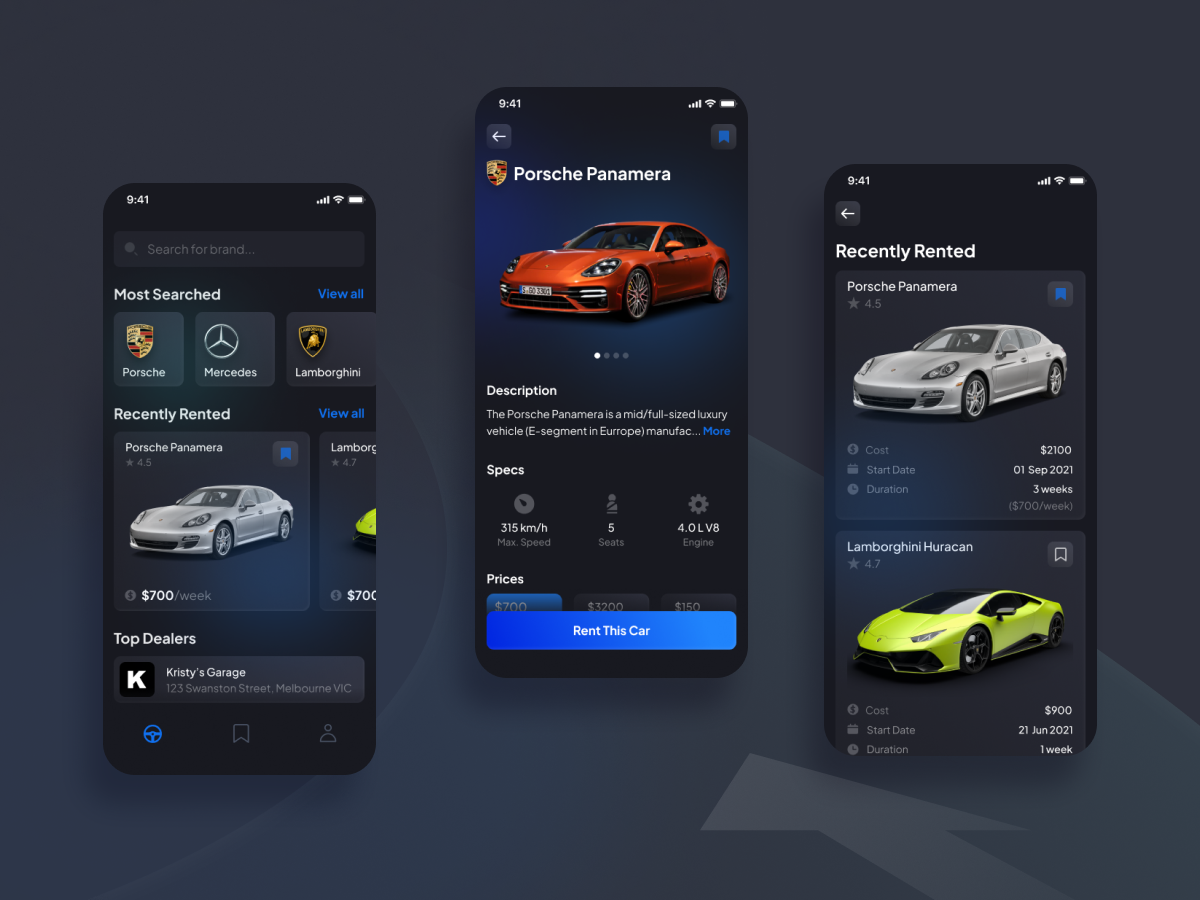 9:41
Search for brand...
Most Searched
View all
Porsche
Mercedes
Lamborghini
Recently Rented
View all
Porsche Panamera
4.5
$700/week
Lamborg
4.7
$700
Top Dealers
K
Kristy's Garage
123 Swanston Street, Melbourne VIC
9:41
Porsche Panamera
S·GO 3301
Description
The Porsche Panamera is a mid/full-sized luxury
vehicle (E-segment in Eurrope) manufac... More
Specs
315 km/h
Max. Speed
5
Seats
4.0 L V8
Engine
Prices
$700
$3200
$150
Rent This Car
9:41
Recently Rented
Porsche Panamera
4.5
Cost $2100
Start Date 01 Sep 2021
Duration 3 weeks
($700/week)
Lamborghini Huracan
4.7
Cost $900
Start Date 21 Jun 2021
Duration 1 week